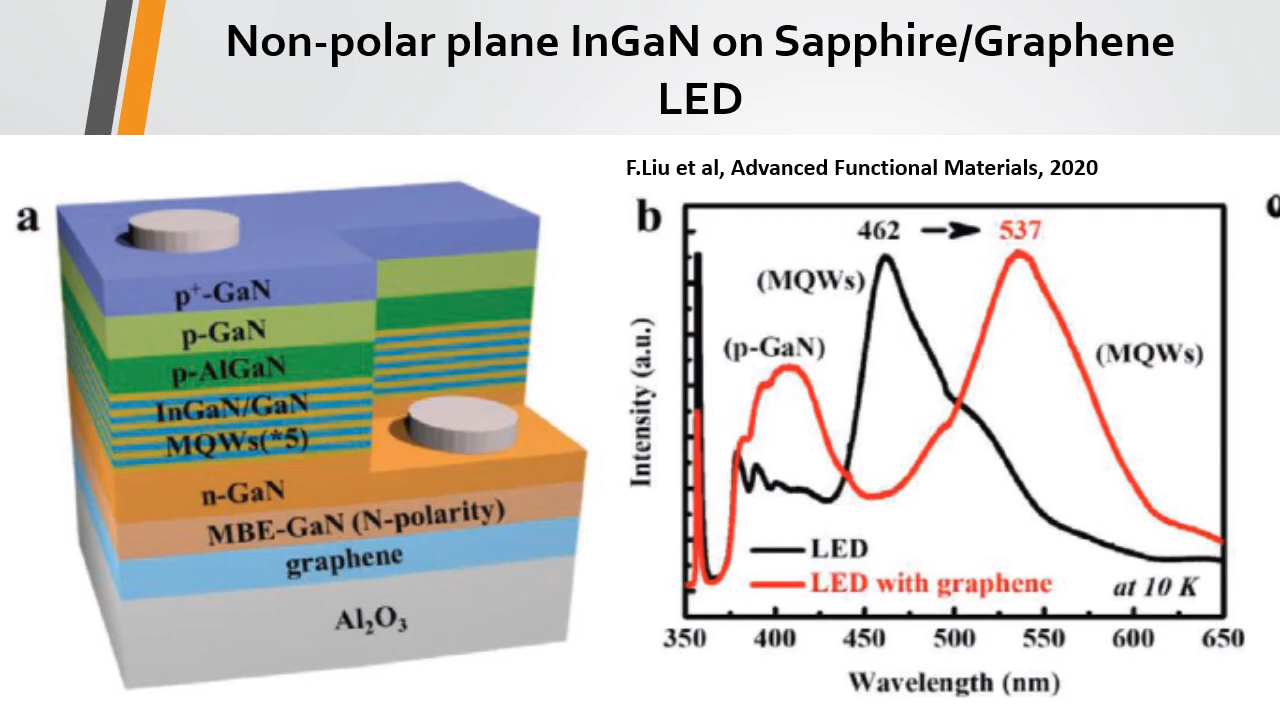 Non-polar plane InGaN on Sapphire/Graphene
LED
F.Liu et al, Advanced Functional Materials, 2020
a
p⁺-GaN
p-GaN
p-AlGaN
InGaN/GaN
MQWs(*5)
n-GaN
MBE-GaN (N-polarity)
graphene
Al₂O₃
b
462 → 537
(MQWs)
(p-GaN)
(MQWs)
Intensity (a.u.)
LED
LED with graphene
at 10 K
350 400 450 500 550 600 650
Wavelength (nm)